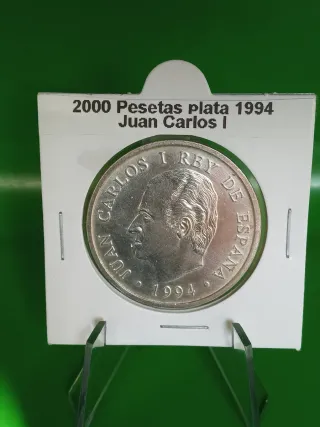 2000 Pesetas plata 1994
Juan Carlos I
JUAN CARLOS I REY DE ESPAÑA
• 1994 •